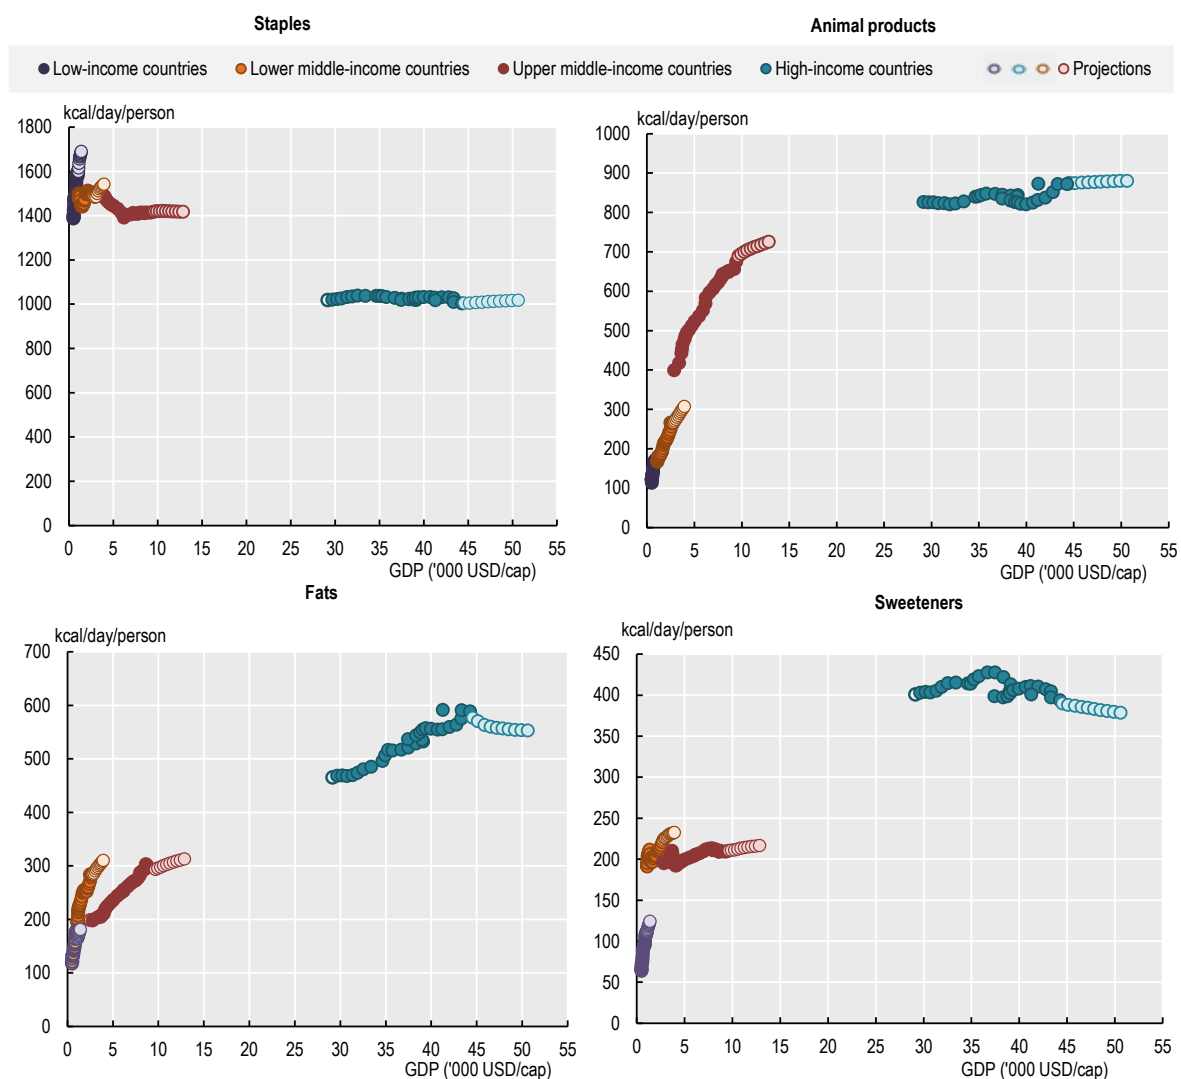 Staples
Animal products
Low-income countries Lower middle-income countries Upper middle-income countries High-income countries Projections
kcal/day/person
1800
1600
1400
1200
1000
800
600
400
200
0
0 5 10 15 20 25 30 35 40 45 50 55
GDP ('000 USD/cap)
kcal/day/person
1000
900
800
700
600
500
400
300
200
100
0
0 5 10 15 20 25 30 35 40 45 50 55
GDP ('000 USD/cap)
Fats
kcal/day/person
700
600
500
400
300
200
100
0
0 5 10 15 20 25 30 35 40 45 50 55
GDP ('000 USD/cap)
Sweeteners
kcal/day/person
450
400
350
300
250
200
150
100
50
0
0 5 10 15 20 25 30 35 40 45 50 55
GDP ('000 USD/cap)